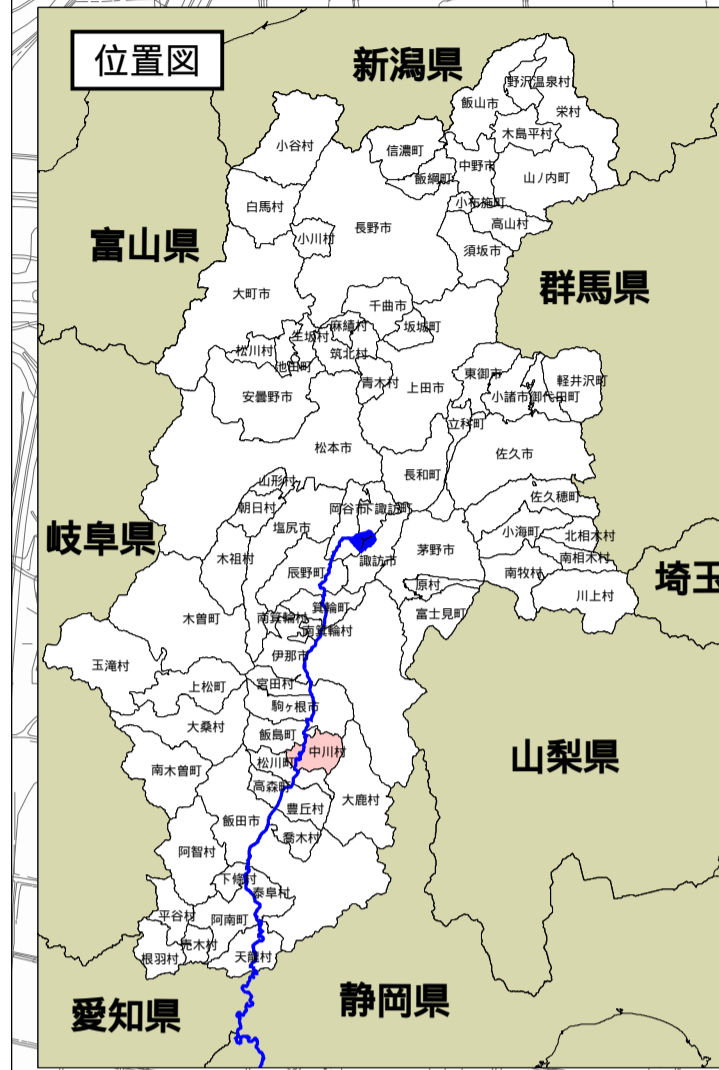 位置図
新潟県
野沢温泉村
飯山市
栄村
木島平村
小谷村
信濃町
中野市
飯綱町
山ノ内町
白馬村
小布施町
高山村
小川村
長野市
須坂市
富山県
群馬県
大町市
千曲市
麻績村
坂城町
生坂村
松川村
筑北村
池田町
青木村
上田市
東御市
軽井沢町
小諸市
御代田町
安曇野市
立科町
松本市
佐久市
長和町
山形村
佐久穂町
朝日村
岡谷市
下諏訪町
塩尻市
小海町
北相木村
岐阜県
木祖村
諏訪市
茅野市
南相木村
辰野町
原村
南牧村
埼玉
川上村
木曽町
箕輪町
富士見町
南箕輪村
南箕輪村
伊那市
玉滝村
上松町
宮田村
駒ヶ根市
大桑村
飯島町
中川村
山梨県
松川町
南木曽町
高森町
大鹿村
豊丘村
飯田市
喬木村
阿智村
下條村
泰阜村
平谷村
阿南町
売木村
根羽村
天龍村
愛知県
静岡県